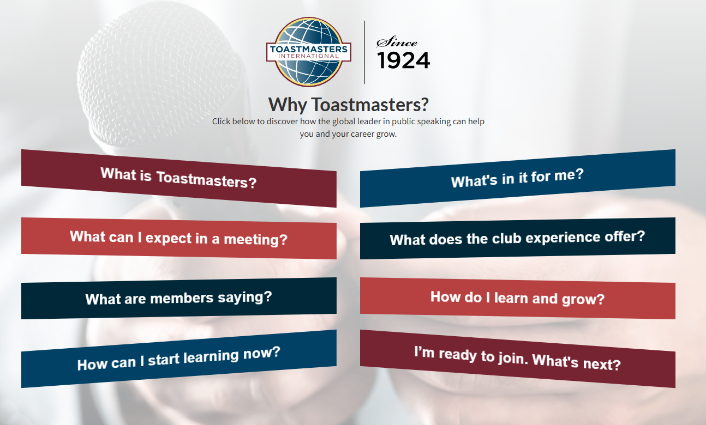 TOASTMASTERS
INTERNATIONAL
Since
1924
Why Toastmasters?
Click below to discover how the global leader in public speaking can help
you and your career grow.
What is Toastmasters?
What's in it for me?
What can I expect in a meeting?
What does the club experience offer?
What are members saying?
How do I learn and grow?
How can I start learning now?
I'm ready to join. What's next?